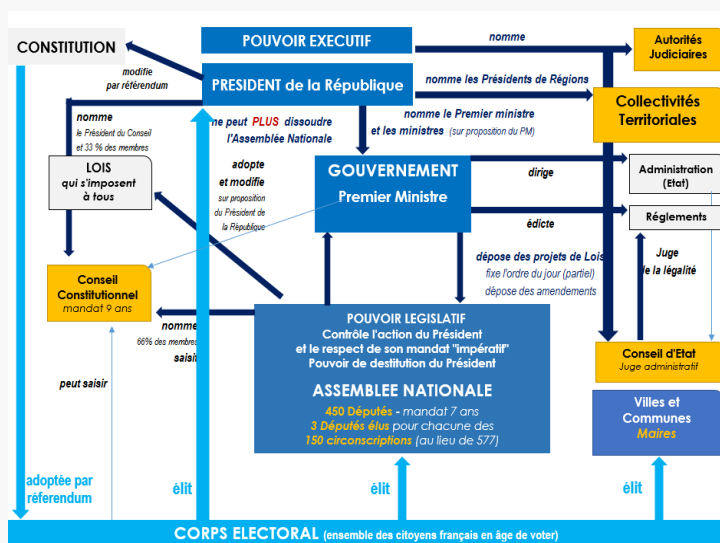 CONSTITUTION
POUVOIR EXECUTIF
nomme
Autorités
Judiciaires
modifie
par référendum
PRESIDENT de la République
nomme les Présidents de Régions
Collectivités
Territoriales
nomme
le Président du Conseil
et 33 % des membres
ne peut PLUS dissoudre
l'Assemblée Nationale
nomme le Premier ministre
et les ministres (sur proposition du PM)
LOIS
qui s'imposent
à tous
adopte
et modifie
sur proposition
du Président de
la République
GOUVERNEMENT
Premier Ministre
dirige
Administration
(Etat)
édicte
Réglements
dépose des projets de Lois
fixe l'ordre du jour (partiel)
dèpose des amendements
Juge
de la légalité
Conseil
Constitutionnel
mandat 9 ans
nomme
66% des membres
saisit
POUVOIR LEGISLATIF
Contrôle l'action du Président
et le respect de son mandat "impératif"
Pouvoir de destitution du Président
ASSEMBLEE NATIONALE
450 Députés - mandat 7 ans
3 Députés élus pour chacune des
150 circonscriptions (au lieu de 577)
Conseil d'Etat
Juge administratif
Villes et
Communes
Maires
peut saisir
adoptée par
réferendum
élit
élit
élit
CORPS ELECTORAL (ensemble des citoyens français en âge de voter)